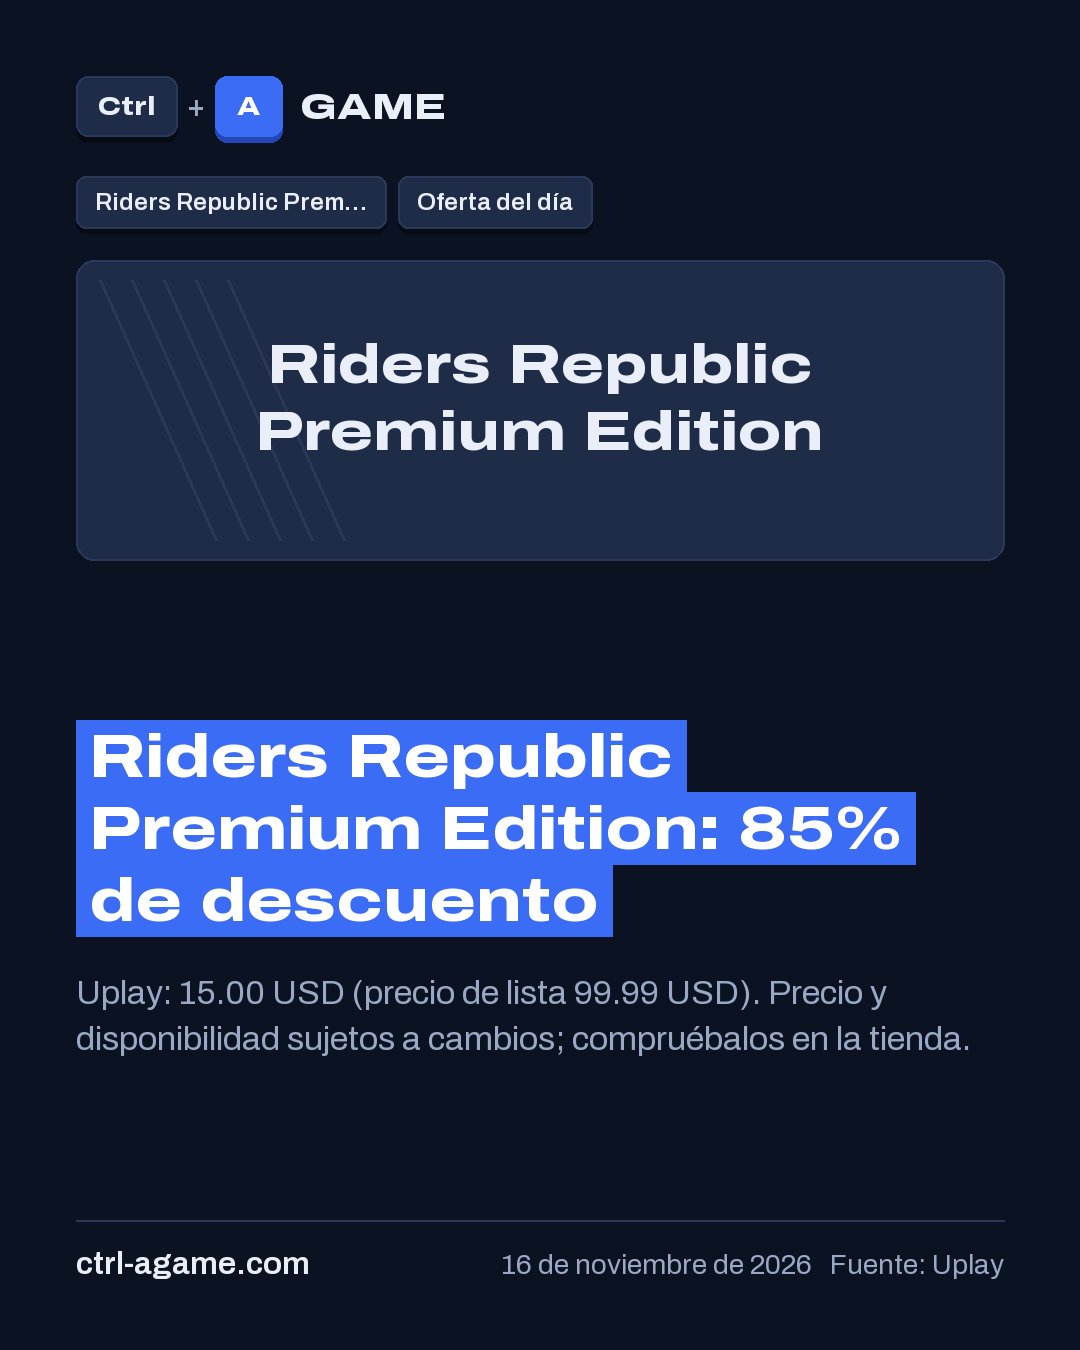 Ctrl + A GAME
Riders Republic Prem... Oferta del día
Riders Republic
Premium Edition
Riders Republic
Premium Edition: 85%
de descuento
Uplay: 15.00 USD (precio de lista 99.99 USD). Precio y
disponibilidad sujetos a cambios; compruébalos en la tienda.
ctrl-agame.com 16 de noviembre de 2026 Fuente: Uplay